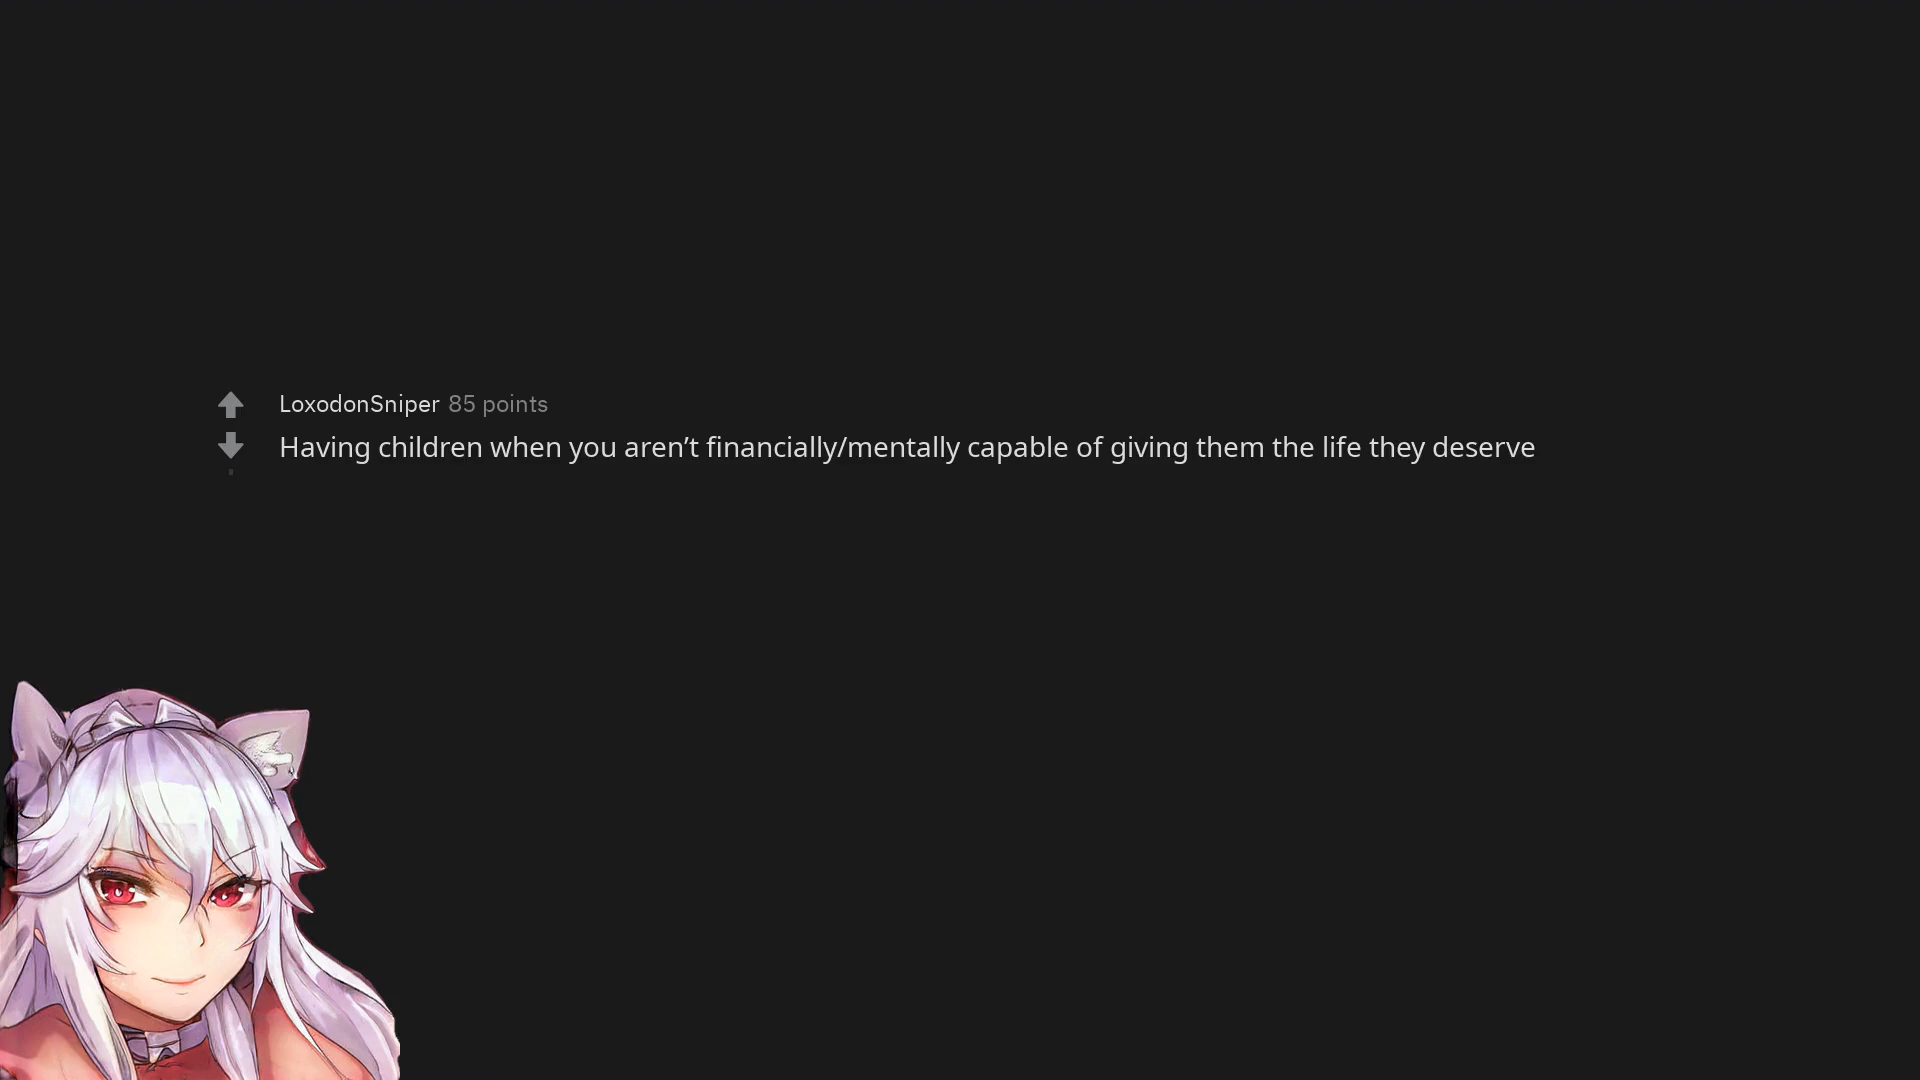 LoxodonSniper 85 points
Having children when you aren’t financially/mentally capable of giving them the life they deserve